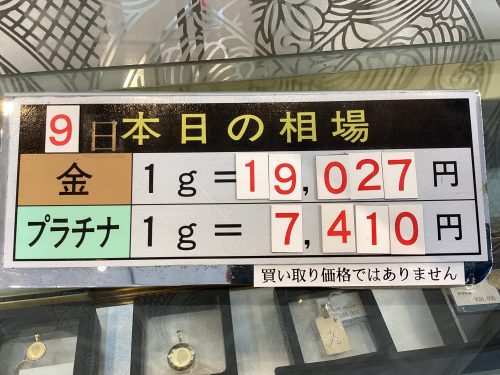 9日本日の相場
金 1g=19,027円
プラチナ 1g=7,410円
買い取り価格ではありません